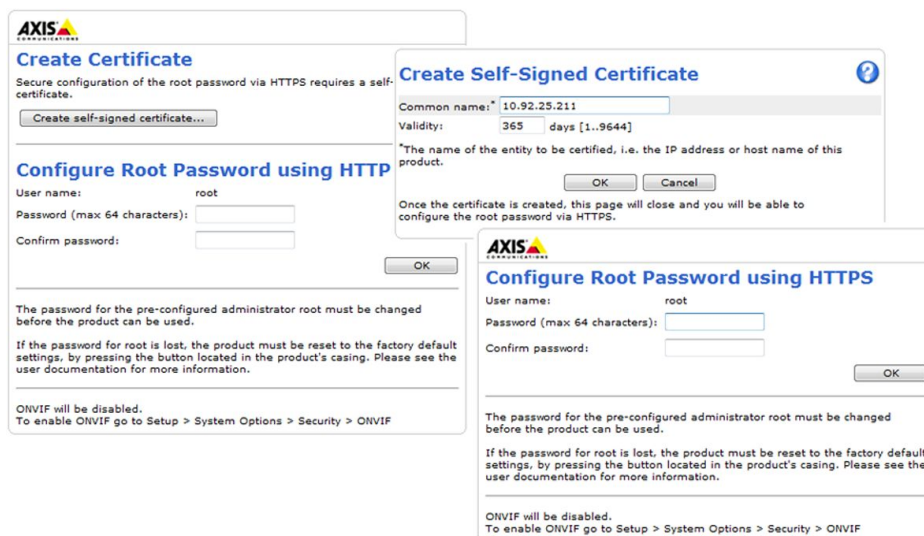 AXIS
COMMUNICATIONS
Create Certificate
Secure configuration of the root password via HTTPS requires a self-
certificate.
Create self-signed certificate...
Configure Root Password using HTTP
User name: root
Password (max 64 characters):
Confirm password:
OK
The password for the pre-configured administrator root must be changed
before the product can be used.
If the password for root is lost, the product must be reset to the factory default
settings, by pressing the button located in the product's casing. Please see the
user documentation for more information.
ONVIF will be disabled.
To enable ONVIF go to Setup > System Options > Security > ONVIF
Create Self-Signed Certificate
?
Common name:* 10.92.25.211
Validity: 365 days [1..9644]
*The name of the entity to be certified, i.e. the IP address or host name of this
product.
OK Cancel
Once the certificate is created, this page will close and you will be able to
configure the root password via HTTPS.
AXIS
COMMUNICATIONS
Configure Root Password using HTTPS
User name: root
Password (max 64 characters):
Confirm password:
OK
The password for the pre-configured administrator root must be changed
before the product can be used.
If the password for root is lost, the product must be reset to the factory default
settings, by pressing the button located in the product's casing. Please see the
user documentation for more information.
ONVIF will be disabled.
To enable ONVIF go to Setup > System Options > Security > ONVIF